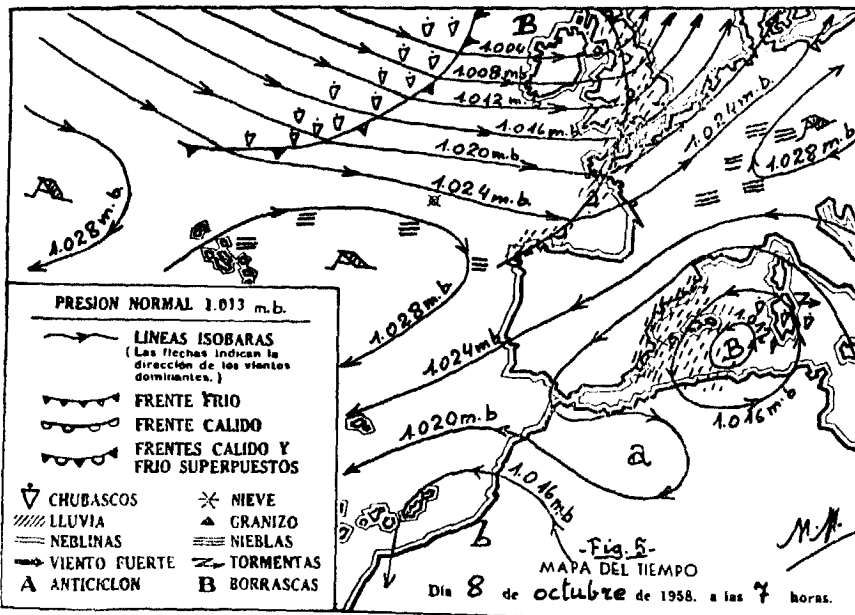 B
1.004
1.008 mb.
1.012 m.
1.016 m.b
1.020 m.b.
1.024 m.b.
1.024 m.b.
1.028 m.b.
1.028 m.b.
1.028 m.b.
1.024 m.b
1.020 m.b
1.016 m.b
1.016 m.b
B
a
b
PRESION NORMAL 1.013 m.b.
LINEAS ISOBARAS
( Las flechas indican la
dirección de los vientos
dominantes. )
FRENTE FRIO
FRENTE CALIDO
FRENTES CALIDO Y
FRIO SUPERPUESTOS
CHUBASCOS
NIEVE
LLUVIA
GRANIZO
NEBLINAS
NIEBLAS
VIENTO FUERTE
TORMENTAS
A ANTICICLON
B BORRASCAS
-Fig. 5-
MAPA DEL TIEMPO
Día 8 de octubre de 1958. a las 7 horas.
M.M.